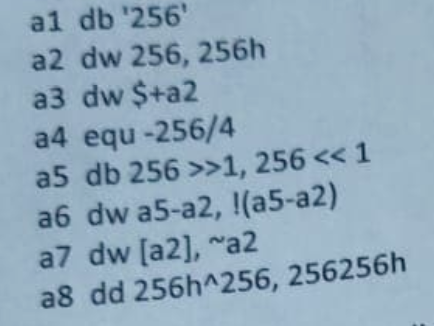 a1 db '256'
a2 dw 256, 256h
a3 dw $+a2
a4 equ -256/4
a5 db 256 >>1, 256 << 1
a6 dw a5-a2, !(a5-a2)
a7 dw [a2], ~a2
a8 dd 256h^256, 256256h